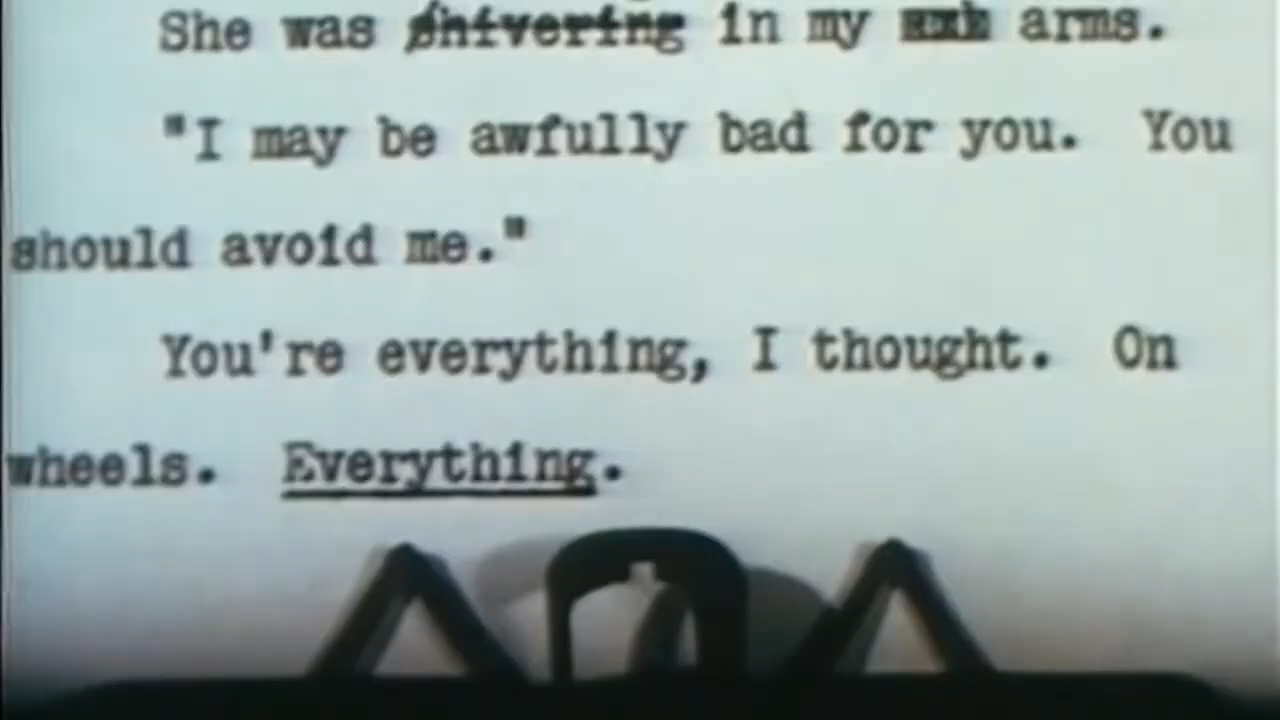 She was shivering in my arms.
"I may be awfully bad for you. You
should avoid me."
You're everything, I thought. On
wheels. Everything.